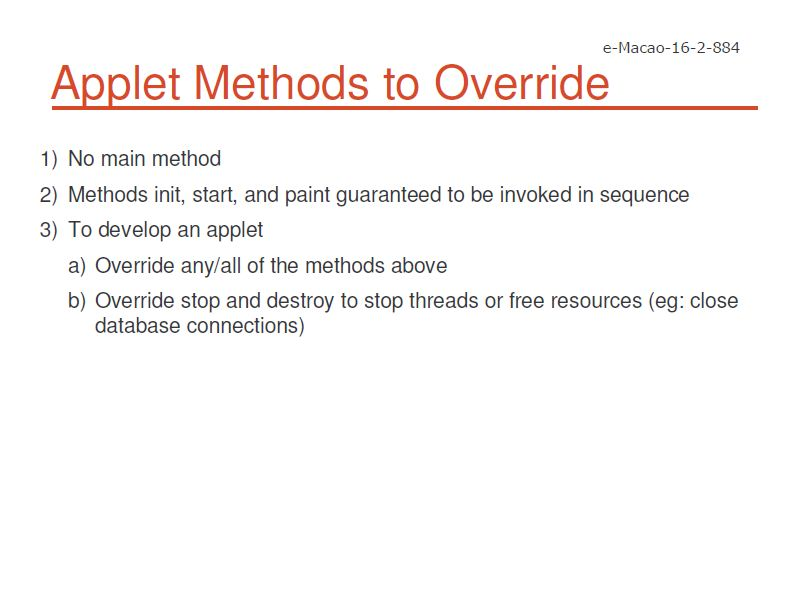 e-Macao-16-2-884
Applet Methods to Override
1) No main method
2) Methods init, start, and paint guaranteed to be invoked in sequence
3) To develop an applet
a) Override any/all of the methods above
b) Override stop and destroy to stop threads or free resources (eg: close
database connections)